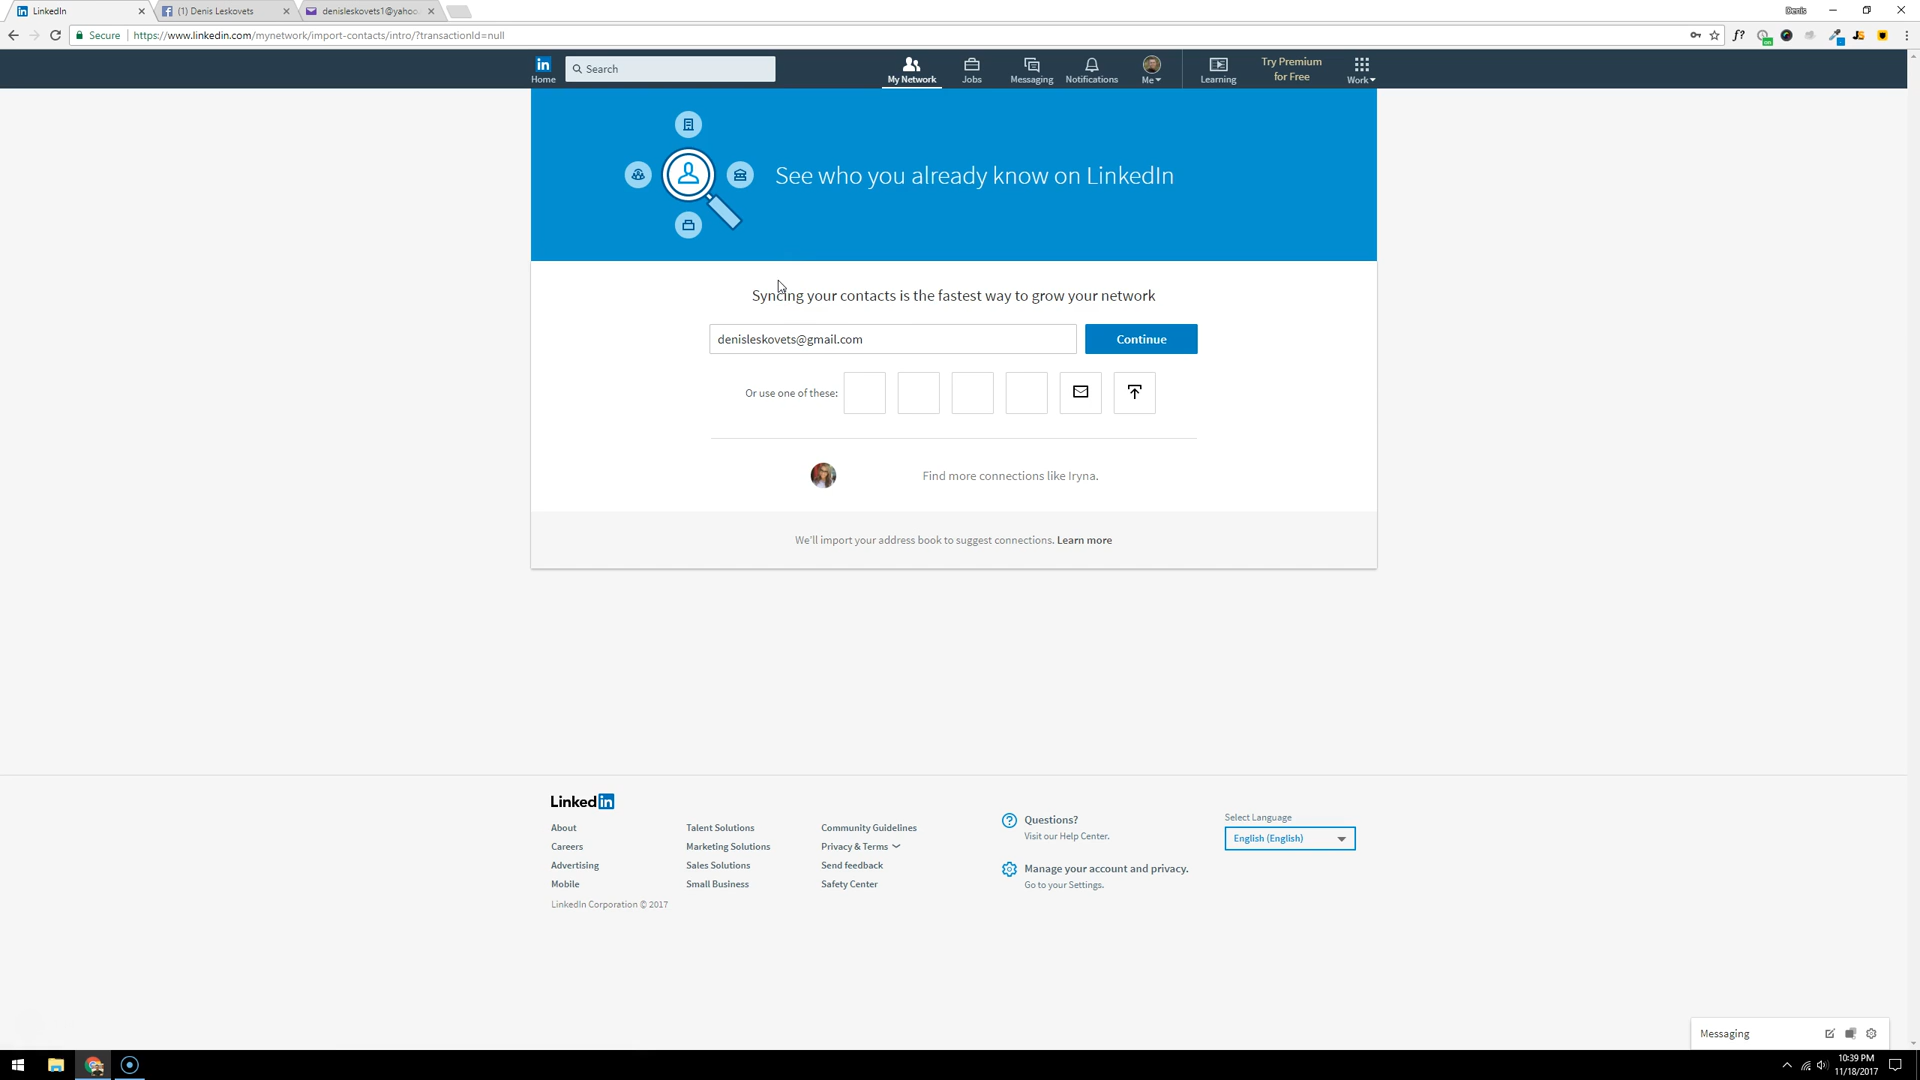 LinkedIn
(1) Denis Leskovets
denisleskovets1@yahoo.
Denis
Secure
https://www.linkedin.com/mynetwork/import-contacts/intro/?transactionId=null
f?
on
JS
in
Home
Search
My Network
Jobs
Messaging
Notifications
Me
Learning
Try Premium
for Free
Work
See who you already know on LinkedIn
Syncing your contacts is the fastest way to grow your network
denisleskovets@gmail.com
Continue
Or use one of these:
Find more connections like Iryna.
We'll import your address book to suggest connections. Learn more
LinkedIn
About
Careers
Advertising
Mobile
Talent Solutions
Marketing Solutions
Sales Solutions
Small Business
Community Guidelines
Privacy & Terms
Send feedback
Safety Center
Questions?
Visit our Help Center.
Manage your account and privacy.
Go to your Settings.
Select Language
English (English)
LinkedIn Corporation © 2017
Messaging
10:39 PM
11/18/2017